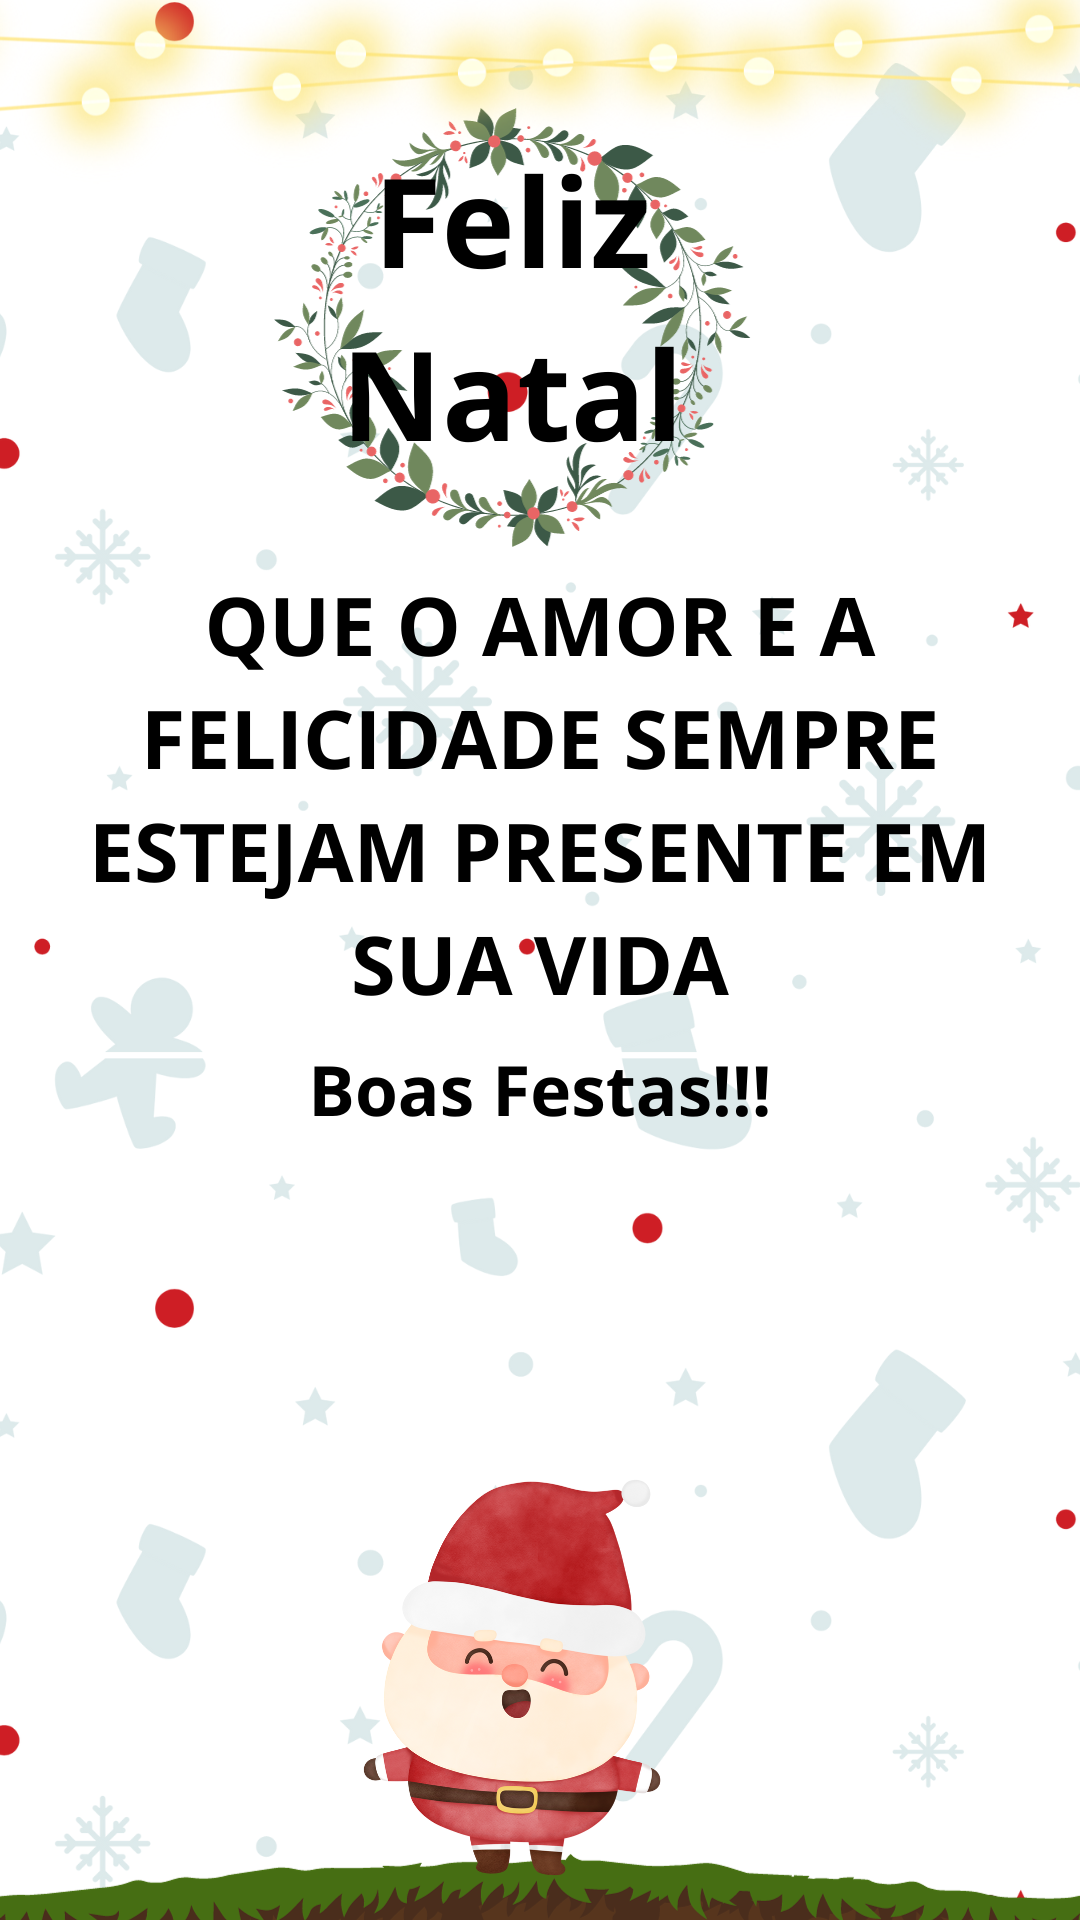 Feliz
Natal
QUE O AMOR E A
FELICIDADE SEMPRE
ESTEJAM PRESENTE EM
SUA VIDA
Boas Festas!!!